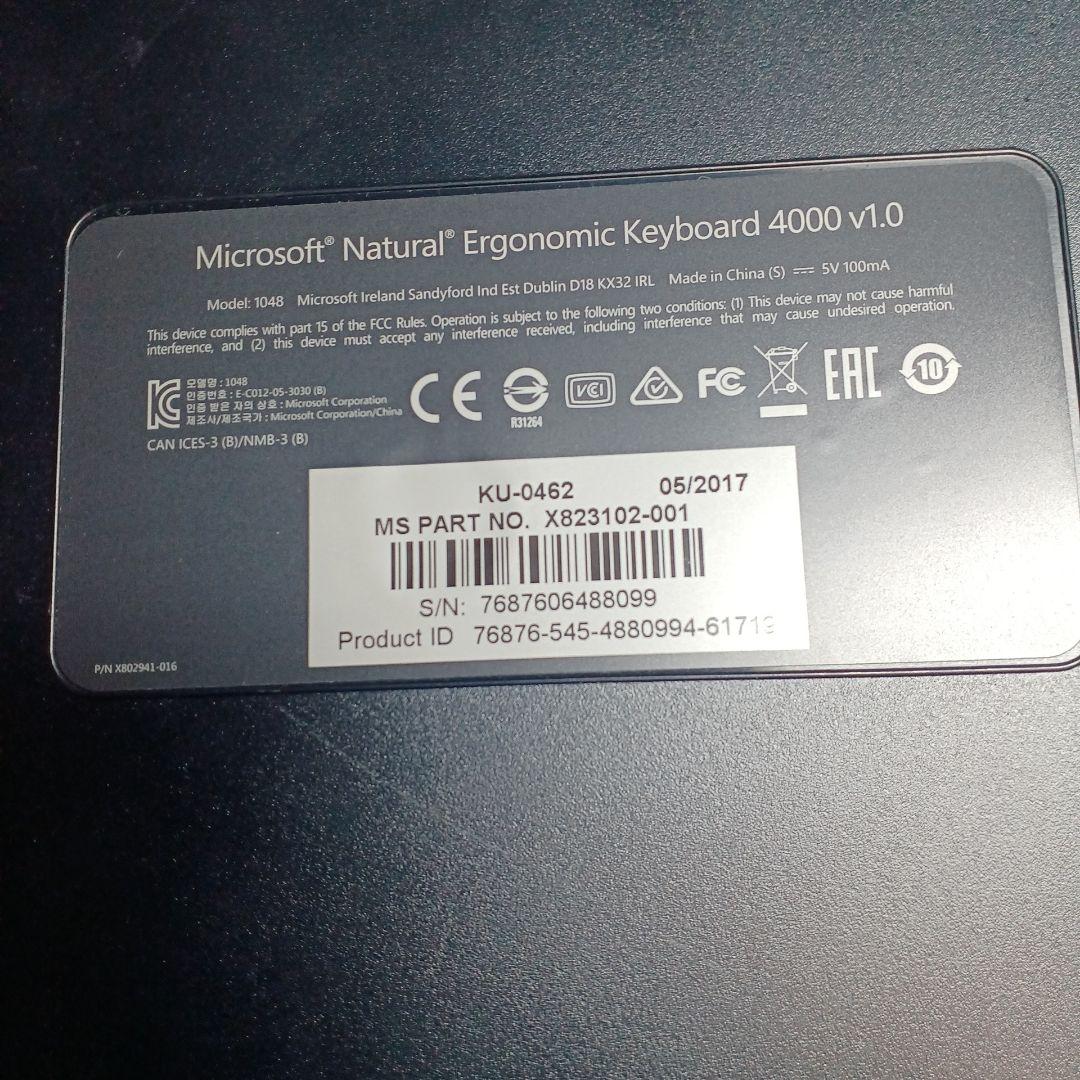 Microsoft® Natural® Ergonomic Keyboard 4000 v1.0
Model: 1048 Microsoft Ireland Sandyford Ind Est Dublin D18 KX32 IRL Made in China (S) ⎓ 5V 100mA
This device complies with part 15 of the FCC Rules. Operation is subject to the following two conditions: (1) This device may not cause harmful
interference, and (2) this device must accept any interference received, including interference that may cause undesired operation.
모델명 : 1048
인증번호 : E-C012-05-3030 (B)
인증 받은 자의 상호 : Microsoft Corporation
제조사/제조국가 : Microsoft Corporation/China
CE
R31264
VCI
FC
EAC
10
CAN ICES-3 (B)/NMB-3 (B)
KU-0462 05/2017
MS PART NO. X823102-001
S/N: 7687606488099
Product ID 76876-545-4880994-61719
P/N X802941-016